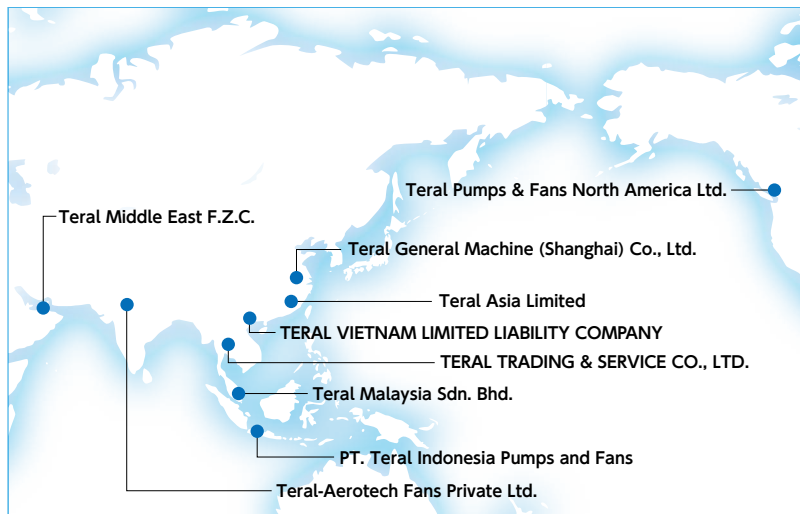 Teral Pumps & Fans North America Ltd.
Teral Middle East F.Z.C.
Teral General Machine (Shanghai) Co., Ltd.
Teral Asia Limited
TERAL VIETNAM LIMITED LIABILITY COMPANY
TERAL TRADING & SERVICE CO., LTD.
Teral Malaysia Sdn. Bhd.
PT. Teral Indonesia Pumps and Fans
Teral-Aerotech Fans Private Ltd.